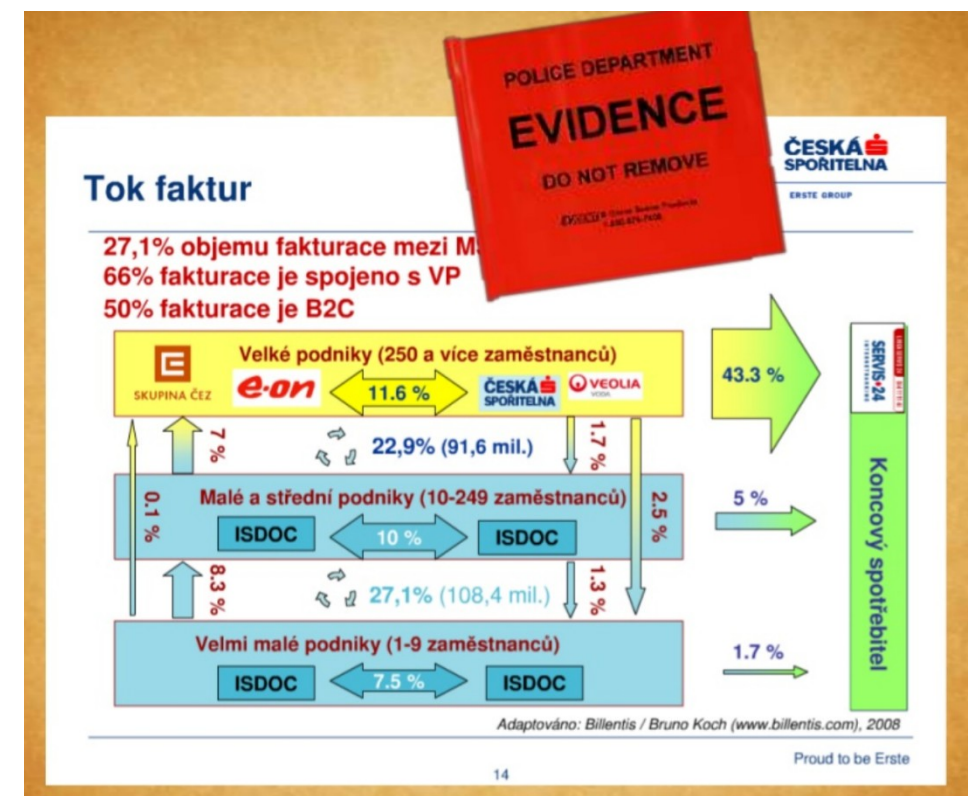 POLICE DEPARTMENT
EVIDENCE
DO NOT REMOVE
ČESKÁ
SPOŘITELNA
ERSTE GROUP
Tok faktur
27,1% objemu fakturace mezi
66% fakturace je spojeno s VP
50% fakturace je B2C
Velké podniky (250 a více zaměstnanců)
SKUPINA ČEZ
e·on
11.6 %
ČESKÁ
SPOŘITELNA
VEOLIA
VODA
43.3 %
SERVIS 24
7 %
22,9% (91,6 mil.)
1.7 %
0.1 %
Malé a střední podniky (10-249 zaměstnanců)
ISDOC
10 %
ISDOC
2.5 %
5 %
Koncový spotřebitel
8.3 %
27,1% (108,4 mil.)
1.3 %
Velmi malé podniky (1-9 zaměstnanců)
ISDOC
7.5 %
ISDOC
1.7 %
Adaptováno: Billentis / Bruno Koch (www.billentis.com), 2008
Proud to be Erste
14